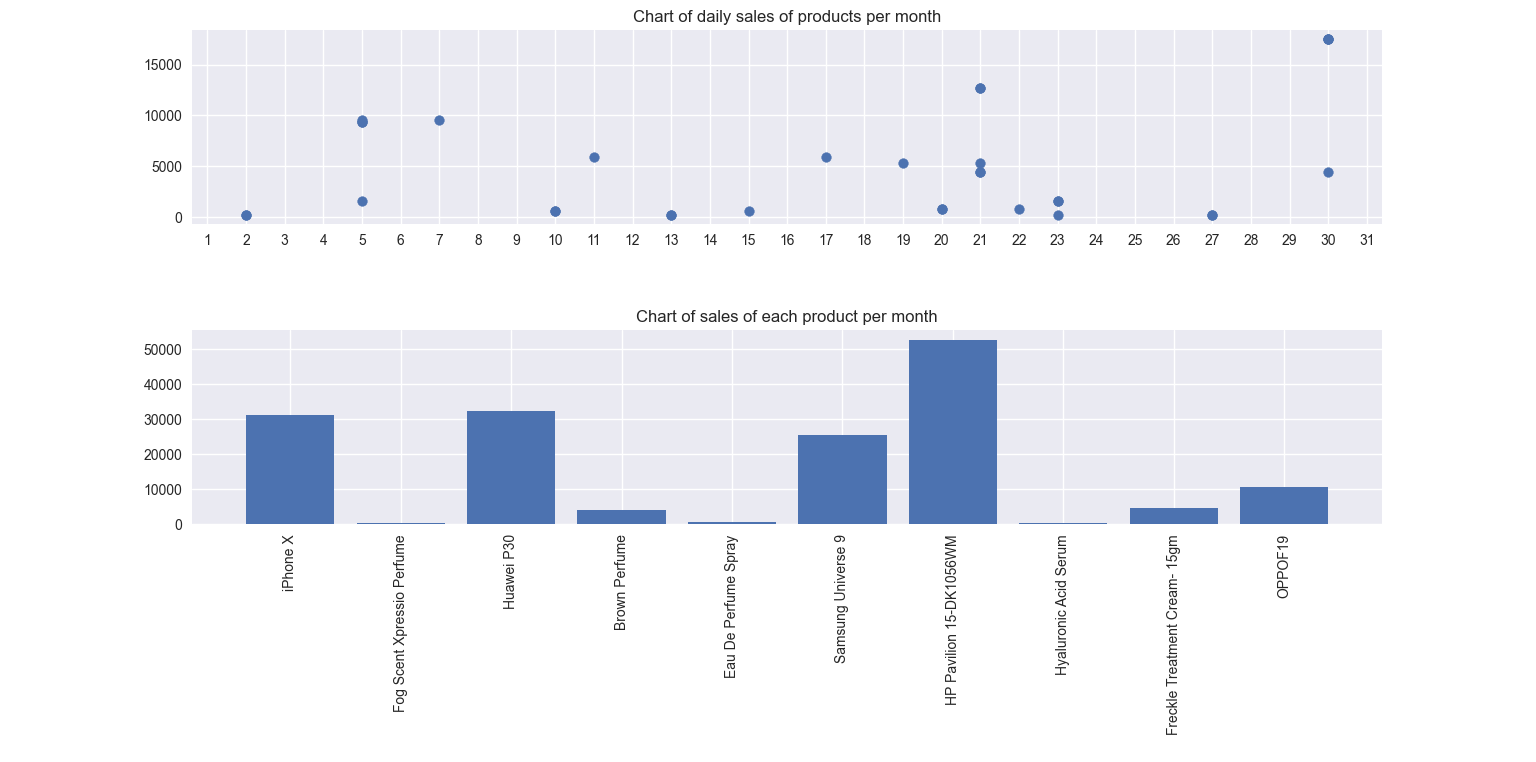 Chart of daily sales of products per month
15000
10000
5000
0
1 2 3 4 5 6 7 8 9 10 11 12 13 14 15 16 17 18 19 20 21 22 23 24 25 26 27 28 29 30 31
Chart of sales of each product per month
50000
40000
30000
20000
10000
0
iPhone X
Fog Scent Xpressio Perfume
Huawei P30
Brown Perfume
Eau De Perfume Spray
Samsung Universe 9
HP Pavilion 15-DK1056WM
Hyaluronic Acid Serum
Freckle Treatment Cream- 15gm
OPPOF19